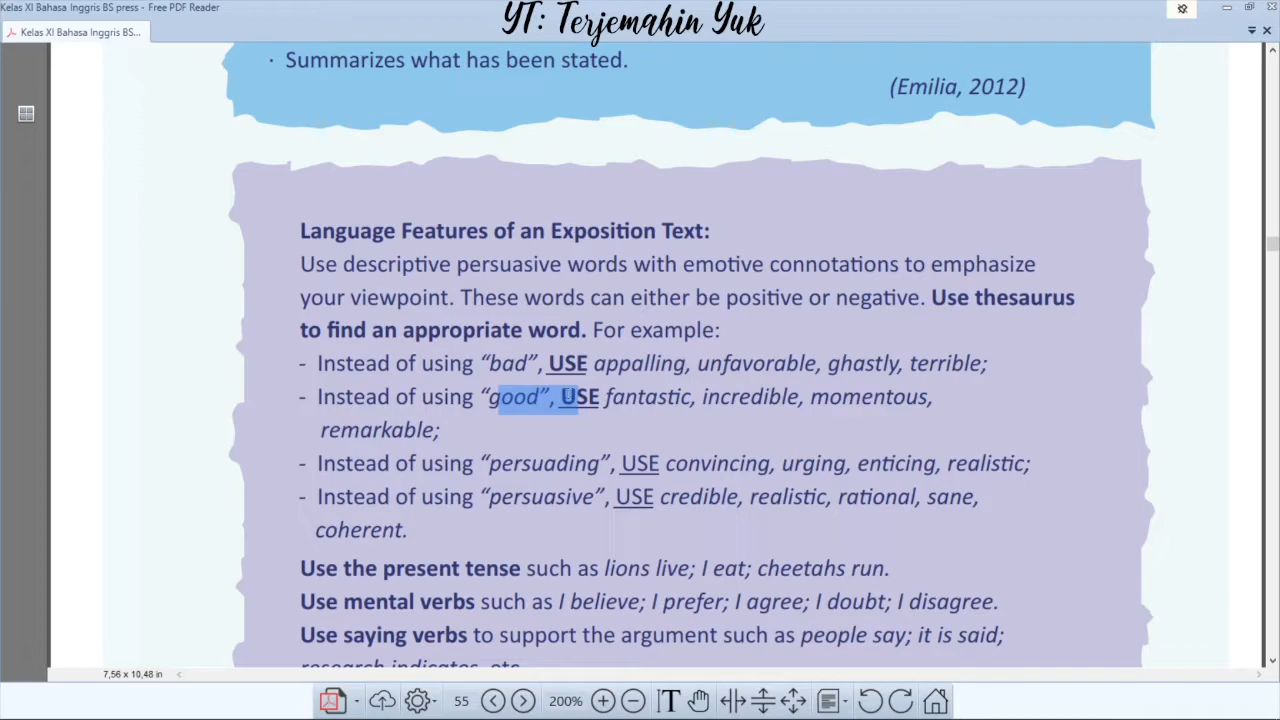 Kelas XI Bahasa Inggris BS press - Free PDF Reader
YT: Terjemahin Yuk
Kelas XI Bahasa Inggris BS...
· Summarizes what has been stated.
(Emilia, 2012)
Language Features of an Exposition Text:
Use descriptive persuasive words with emotive connotations to emphasize
your viewpoint. These words can either be positive or negative. Use thesaurus
to find an appropriate word. For example:
- Instead of using “bad”, USE appalling, unfavorable, ghastly, terrible;
- Instead of using “good”, USE fantastic, incredible, momentous,
remarkable;
- Instead of using “persuading”, USE convincing, urging, enticing, realistic;
- Instead of using “persuasive”, USE credible, realistic, rational, sane,
coherent.
Use the present tense such as lions live; I eat; cheetahs run.
Use mental verbs such as I believe; I prefer; I agree; I doubt; I disagree.
Use saying verbs to support the argument such as people say; it is said;
research indicates, etc.
7,56 x 10,48 in
55
200%